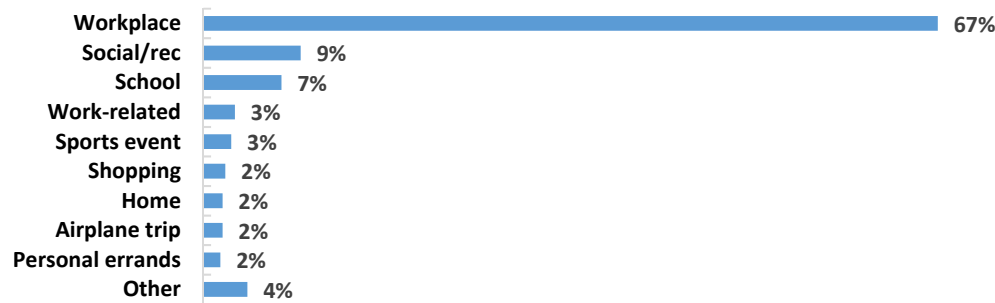 Workplace 67%
Social/rec 9%
School 7%
Work-related 3%
Sports event 3%
Shopping 2%
Home 2%
Airplane trip 2%
Personal errands 2%
Other 4%